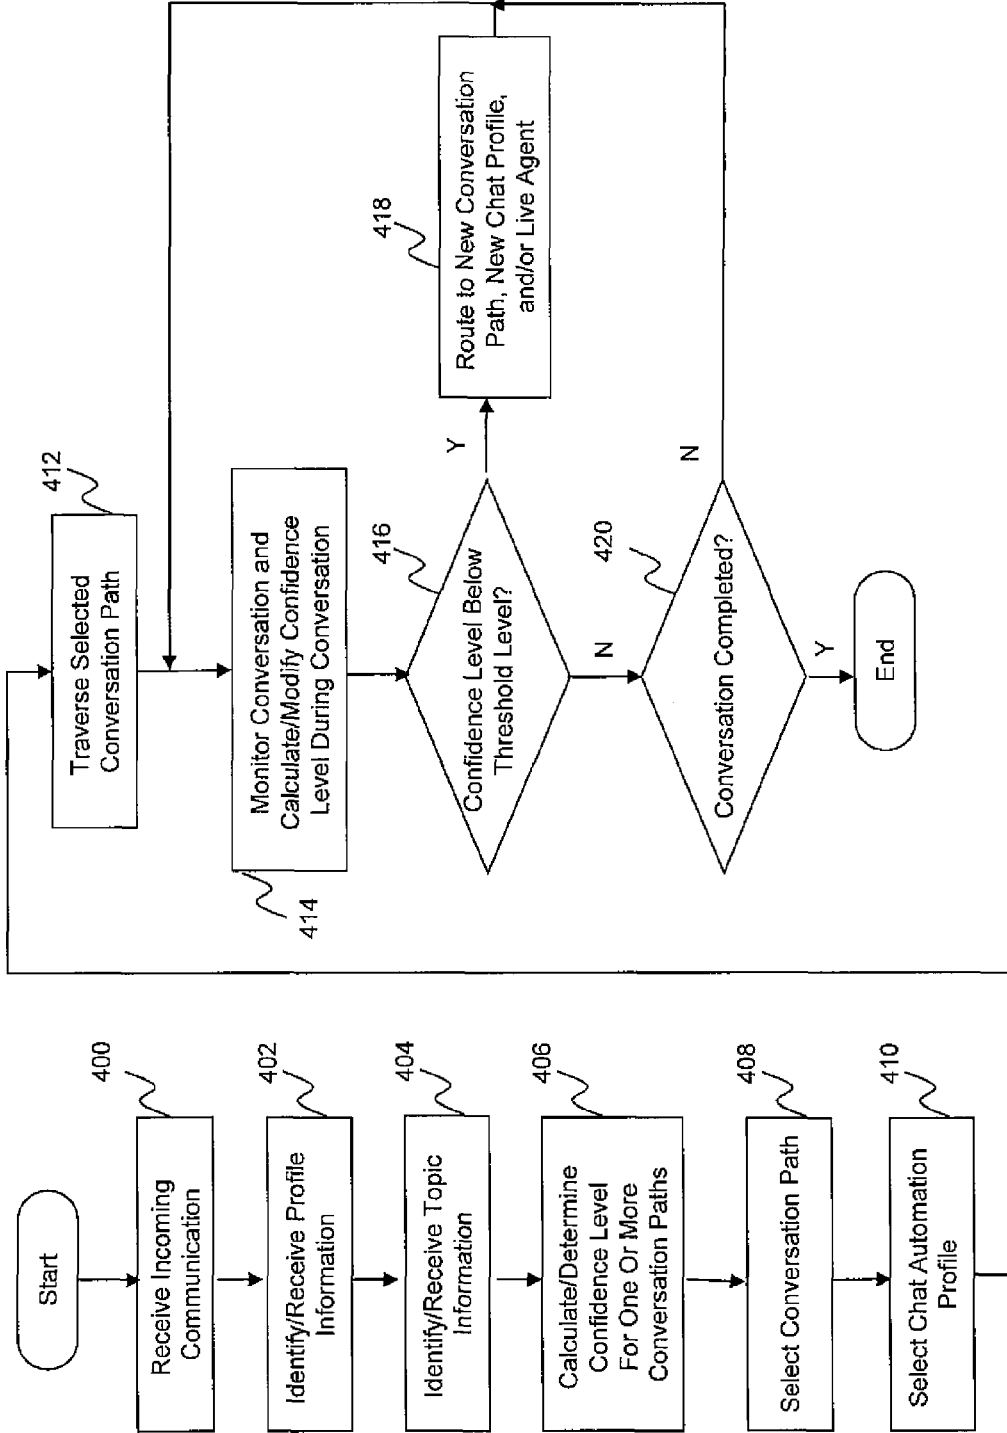 Start
400
Receive Incoming
Communication
402
Identify/Receive Profile
Information
404
Identify/Receive Topic
Information
406
Calculate/Determine
Confidence Level
For One Or More
Conversation Paths
408
Select Conversation Path
410
Select Chat Automation
Profile
412
Traverse Selected
Conversation Path
414
Monitor Conversation and
Calculate/Modify Confidence
Level During Conversation
416
Confidence Level Below
Threshold Level?
Y
418
Route to New Conversation
Path, New Chat Profile,
and/or Live Agent
N
420
Conversation Completed?
N
Y
End